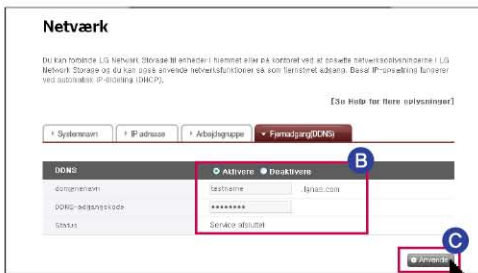 Netværk
Du kan forbinde LG Network Storage til enheder i hjemmet eller på kontoret ved at opsætte netværksoplysningerne i LG
Network Storage og du kan også anvende netværksfunktioner så som fjernstyret adgang. Basal IP-opsætning fungerer
ved automatisk IP-tildeling (DHCP).
[Se Help for flere oplysninger]
Systemnavn
IP adresse
Arbejdsgruppe
Fjernadgang(DDNS)
B
DDNS
Aktivere
Deaktivere
domænenavn
testname
.lgnas.com
DDNS-adgangskode
********
Status
Service afsluttet
C
Anvende